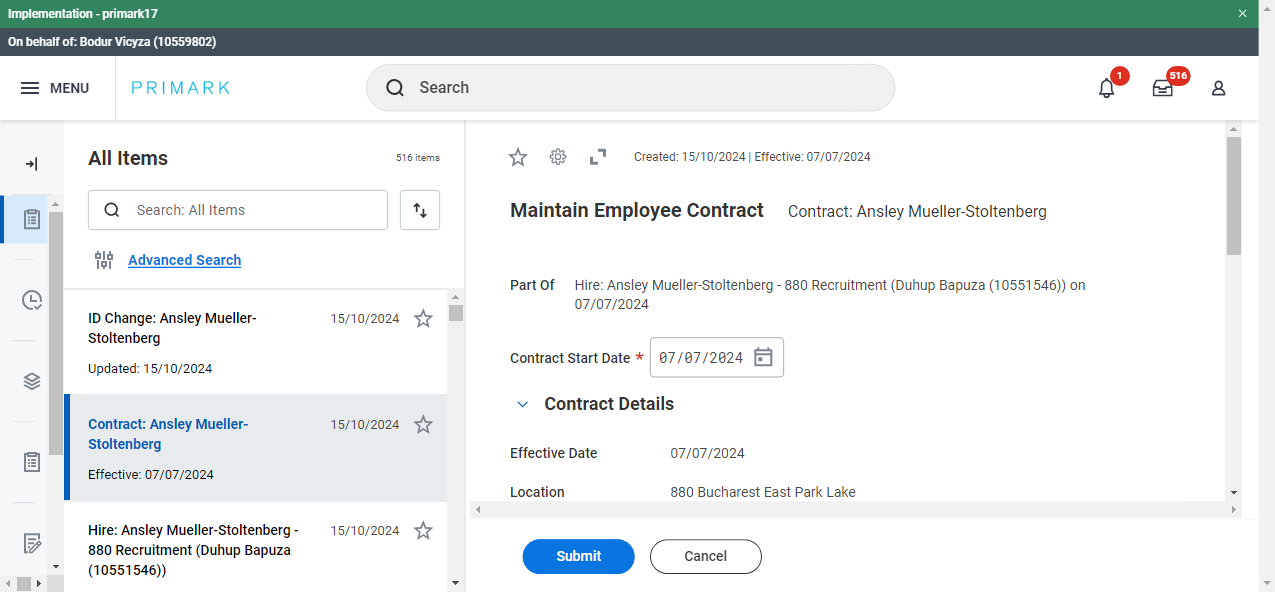 Implementation - primark17
On behalf of: Bodur Vicyza (10559802)
MENU
PRIMARK
Search
1
516
All Items
516 items
Search: All Items
Advanced Search
ID Change: Ansley Mueller-
Stoltenberg
15/10/2024
Updated: 15/10/2024
Contract: Ansley Mueller-
Stoltenberg
15/10/2024
Effective: 07/07/2024
Hire: Ansley Mueller-Stoltenberg -
880 Recruitment (Duhup Bapuza
(10551546))
15/10/2024
Created: 15/10/2024 | Effective: 07/07/2024
Maintain Employee Contract
Contract: Ansley Mueller-Stoltenberg
Part Of
Hire: Ansley Mueller-Stoltenberg - 880 Recruitment (Duhup Bapuza (10551546)) on
07/07/2024
Contract Start Date *
07/07/2024
Contract Details
Effective Date
07/07/2024
Location
880 Bucharest East Park Lake
Submit
Cancel